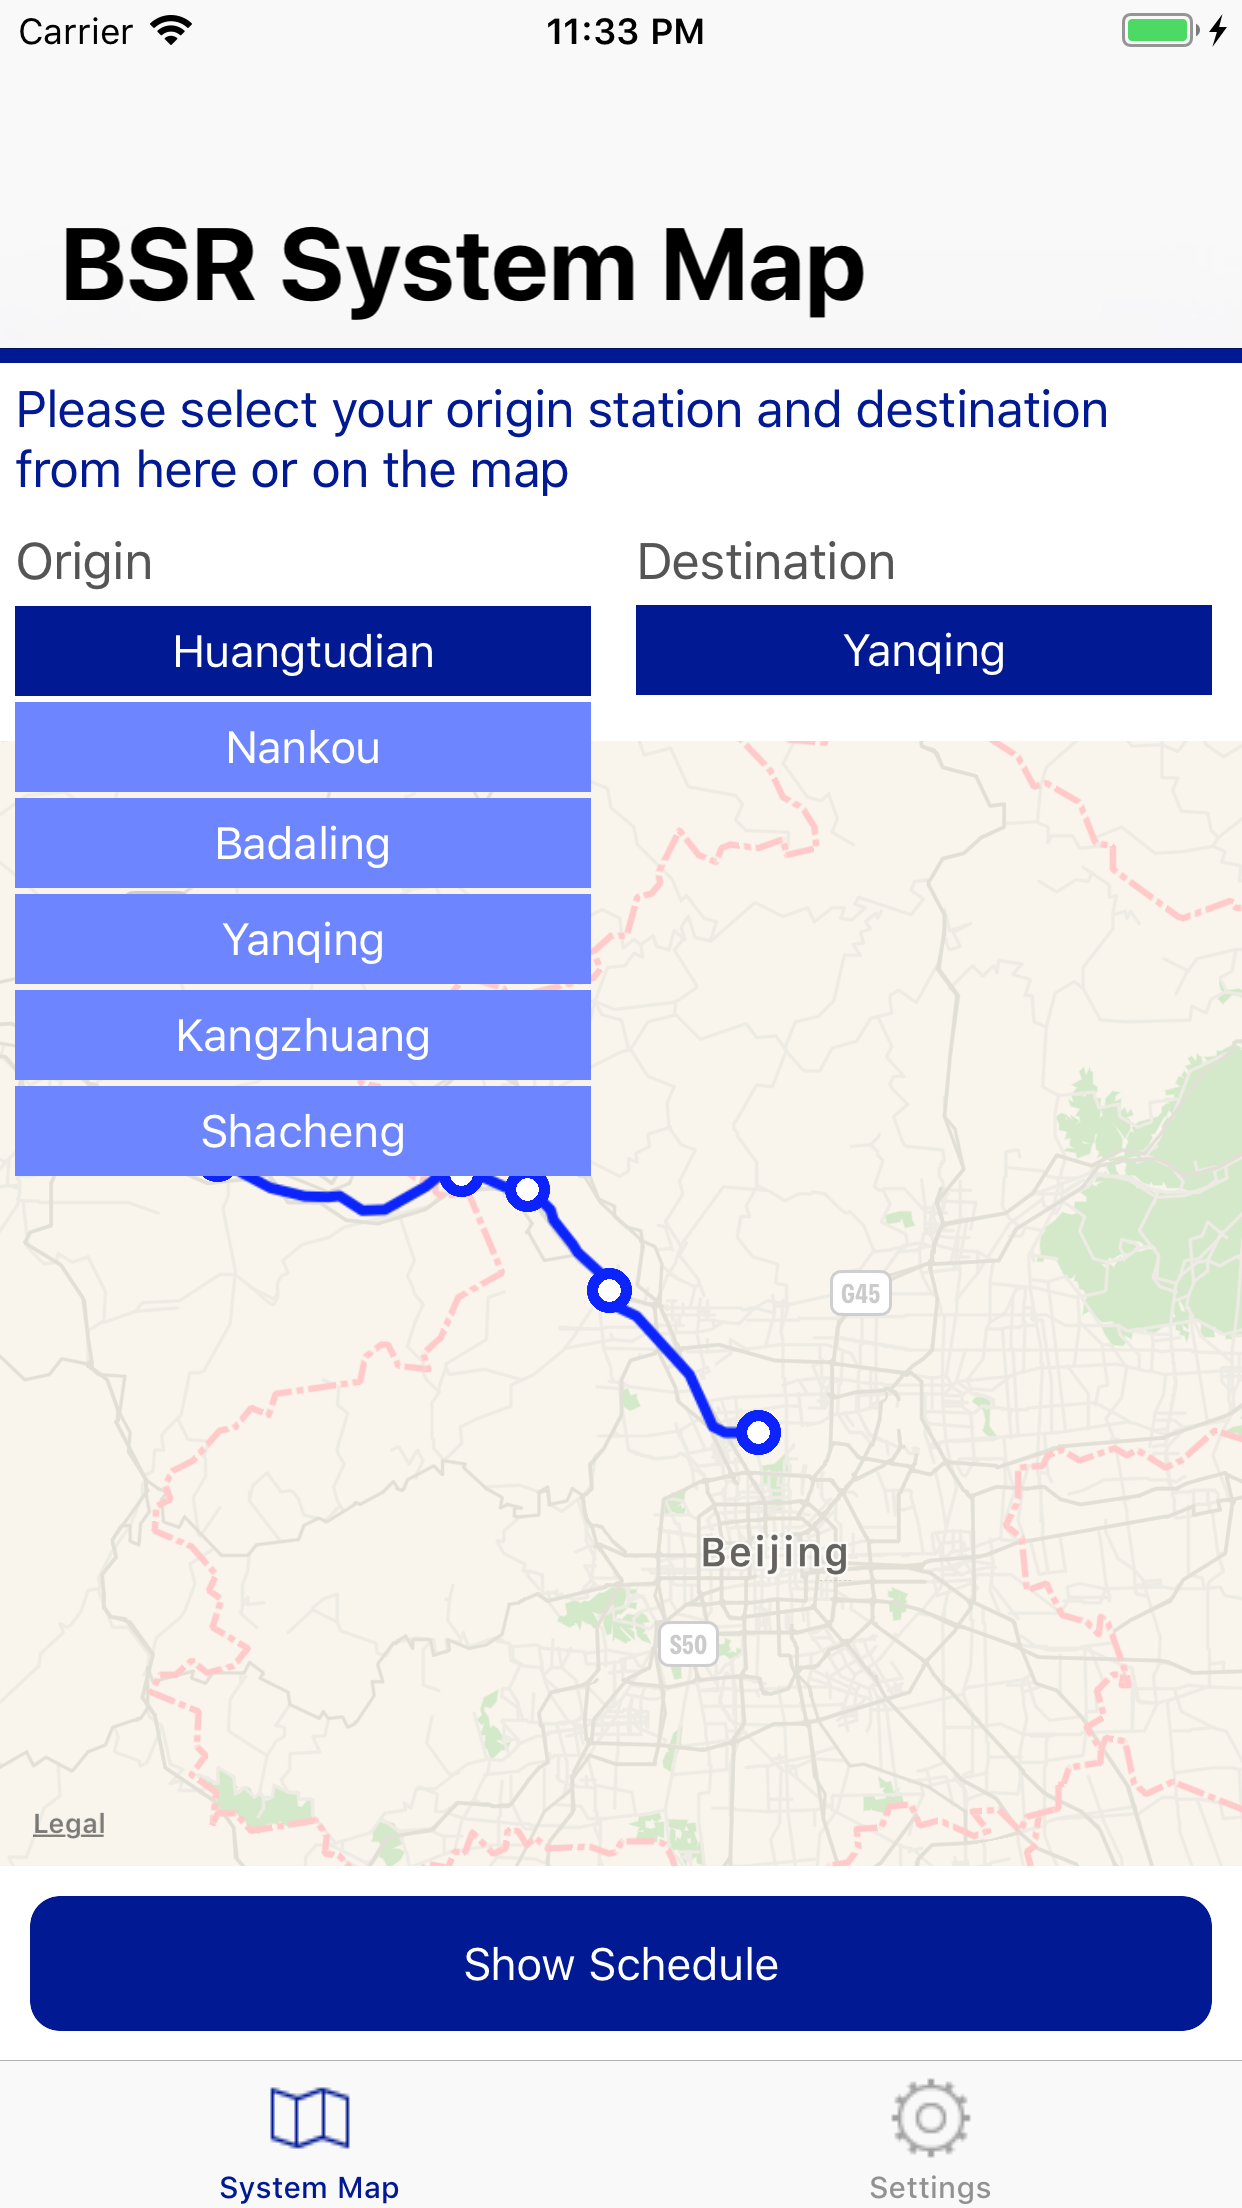 Carrier
11:33 PM
BSR System Map
Please select your origin station and destination
from here or on the map
Origin
Destination
Huangtudian
Yanqing
Nankou
Badaling
Yanqing
Kangzhuang
Shacheng
G45
Beijing
S50
Legal
Show Schedule
System Map
Settings